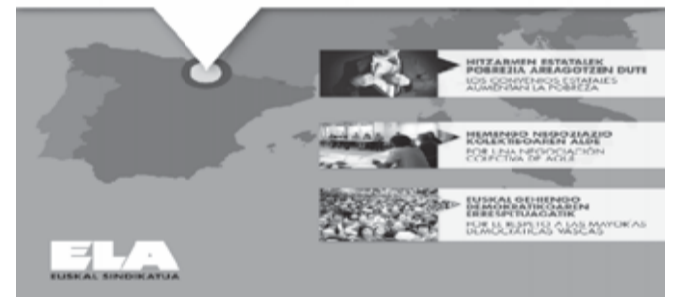 HITZARMEN ESTATALEK
POBREZIA AREAGOTZEN DUTE
LOS CONVENIOS ESTATALES
AUMENTAN LA POBREZA
HEMENGO NEGOZIAZIO
KOLEKTIBOAREN ALDE
POR UNA NEGOCIACIÓN
COLECTIVA DE AQUÍ
EUSKAL GEHIENGO
DEMOKRATIKOAREN
ERRESPETUAGATIK
POR EL RESPETO A LAS MAYORÍAS
DEMOCRÁTICAS VASCAS
ELA
EUSKAL SINDIKATUA